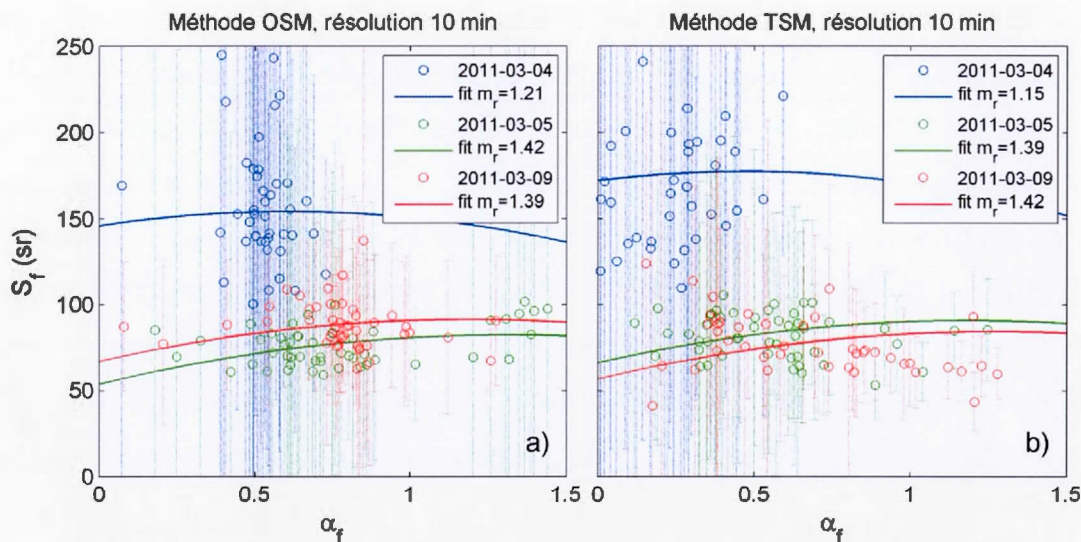 Méthode OSM, résolution 10 min
250
200
150
100
50
0
S_f (sr)
0
0.5
1
1.5
α_f
2011-03-04
fit m_r=1.21
2011-03-05
fit m_r=1.42
2011-03-09
fit m_r=1.39
a)
Méthode TSM, résolution 10 min
0
0.5
1
1.5
α_f
2011-03-04
fit m_r=1.15
2011-03-05
fit m_r=1.39
2011-03-09
fit m_r=1.42
b)